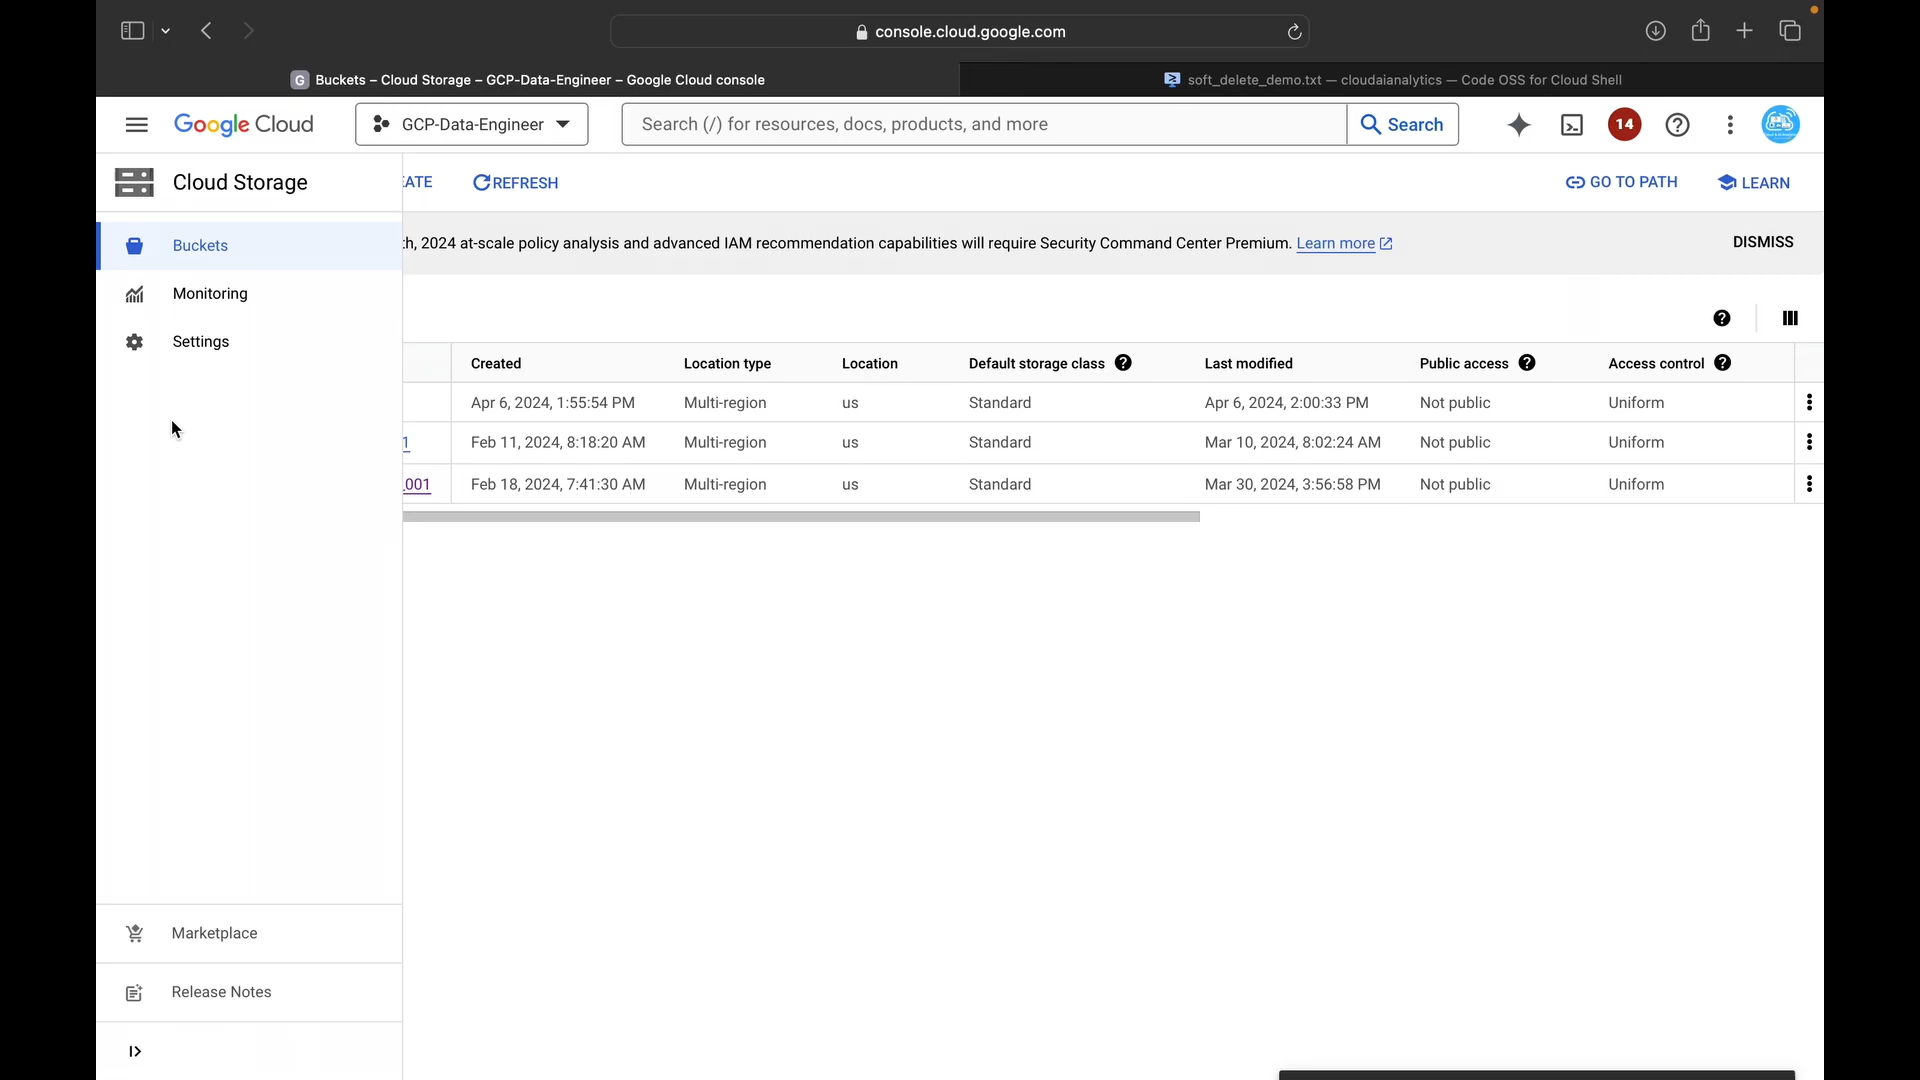 console.cloud.google.com
G Buckets – Cloud Storage – GCP-Data-Engineer – Google Cloud console
soft_delete_demo.txt — cloudaianalytics — Code OSS for Cloud Shell
Google Cloud
GCP-Data-Engineer
Search (/) for resources, docs, products, and more
Search
14
Cloud Storage
EATE
REFRESH
GO TO PATH
LEARN
Buckets
th, 2024 at-scale policy analysis and advanced IAM recommendation capabilities will require Security Command Center Premium. Learn more
DISMISS
Monitoring
Settings
Created Location type Location Default storage class Last modified Public access Access control
Apr 6, 2024, 1:55:54 PM Multi-region us Standard Apr 6, 2024, 2:00:33 PM Not public Uniform
1 Feb 11, 2024, 8:18:20 AM Multi-region us Standard Mar 10, 2024, 8:02:24 AM Not public Uniform
_001 Feb 18, 2024, 7:41:30 AM Multi-region us Standard Mar 30, 2024, 3:56:58 PM Not public Uniform
Marketplace
Release Notes